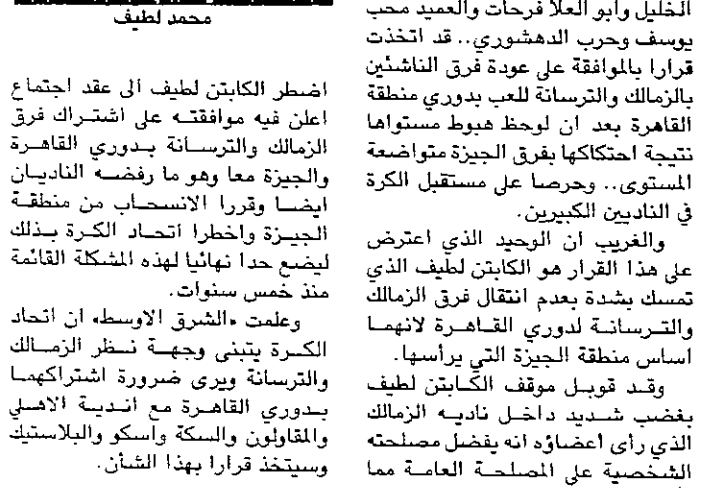 الخليل وأبو العلا فرحات والعميد محب
يوسف وحرب الدهشوري.. قد اتخذت
قرارا بالموافقة على عودة فرق الناشئين
بالزمالك والترسانة للعب بدوري منطقة
القاهرة بعد ان لوحظ هبوط مستواها
نتيجة احتكاكها بفرق الجيزة متواضعة
المستوى.. وحرصا على مستقبل الكرة
في الناديين الكبيرين.
والغريب ان الوحيد الذي اعترض
على هذا القرار هو الكابتن لطيف الذي
تمسك بشدة بعدم انتقال فرق الزمالك
والترسانة لدوري القاهرة لانهما
اساس منطقة الجيزة التي يرأسها.
وقد قوبل موقف الكابتن لطيف
بغضب شديد داخل ناديه الزمالك
الذي رأى اعضاؤه انه يفضل مصلحته
الشخصية على المصلحة العامة مما
محمد لطيف
اضطر الكابتن لطيف الى عقد اجتماع
اعلن فيه موافقته على اشتراك فرق
الزمالك والترسانة بدوري القاهرة
والجيزة معا وهو ما رفضه الناديان
ايضا وقررا الانسحاب من منطقة
الجيزة واخطرا اتحاد الكرة بذلك
ليضع حدا نهائيا لهذه المشكلة القائمة
منذ خمس سنوات.
وعلمت «الشرق الاوسط» ان اتحاد
الكرة يتبنى وجهة نظر الزمالك
والترسانة ويرى ضرورة اشتراكهما
بدوري القاهرة مع اندية الاهلي
والمقاولون والسكة واسكو والبلاستيك
وسيتخذ قرارا بهذا الشأن.